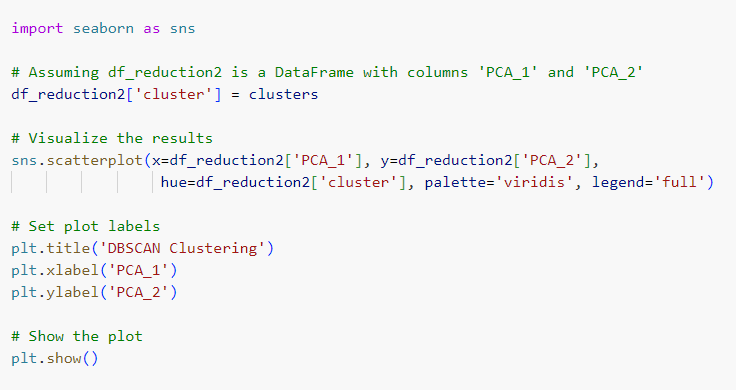 import seaborn as sns
# Assuming df_reduction2 is a DataFrame with columns 'PCA_1' and 'PCA_2'
df_reduction2['cluster'] = clusters
# Visualize the results
sns.scatterplot(x=df_reduction2['PCA_1'], y=df_reduction2['PCA_2'],
hue=df_reduction2['cluster'], palette='viridis', legend='full')
# Set plot labels
plt.title('DBSCAN Clustering')
plt.xlabel('PCA_1')
plt.ylabel('PCA_2')
# Show the plot
plt.show()